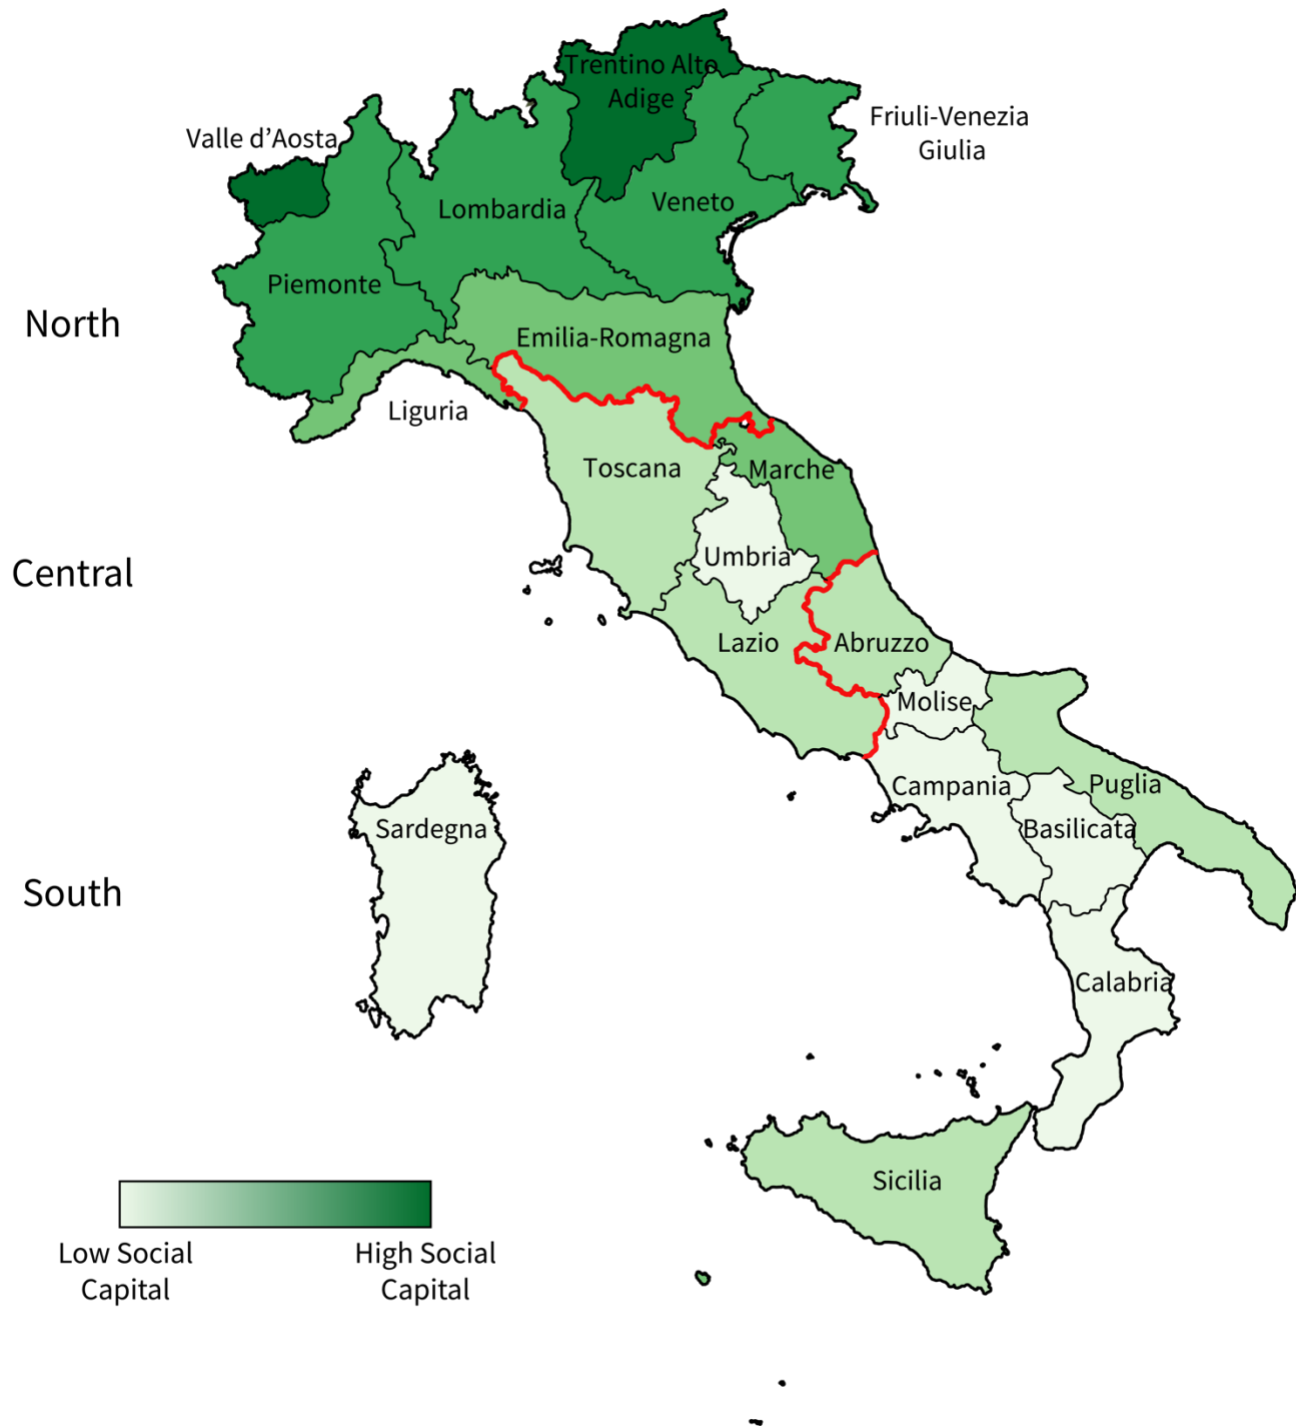 Trentino Alto
Adige
Friuli-Venezia
Giulia
Valle d’Aosta
Lombardia
Veneto
Piemonte
North
Emilia-Romagna
Liguria
Toscana
Marche
Umbria
Central
Lazio
Abruzzo
Molise
Campania
Puglia
Sardegna
Basilicata
South
Calabria
Sicilia
Low Social
Capital
High Social
Capital